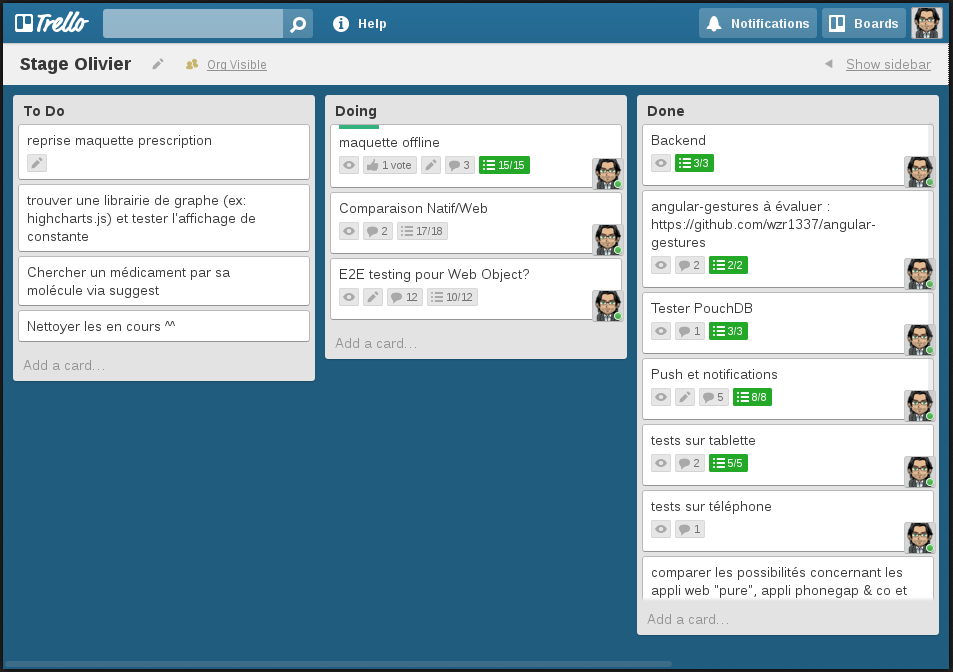 Trello
Help
Notifications
Boards
Stage Olivier
Org Visible
Show sidebar
To Do
reprise maquette prescription
trouver une librairie de graphe (ex:
highcharts.js) et tester l'affichage de
constante
Chercher un médicament par sa
molécule via suggest
Nettoyer les en cours ^^
Add a card…
Doing
maquette offline
1 vote
3
15/15
Comparaison Natif/Web
2
17/18
E2E testing pour Web Object?
12
10/12
Add a card…
Done
Backend
3/3
angular-gestures à évaluer :
https://github.com/wzr1337/angular-
gestures
2
2/2
Tester PouchDB
1
3/3
Push et notifications
5
8/8
tests sur tablette
2
5/5
tests sur téléphone
1
comparer les possibilités concernant les
appli web "pure", appli phonegap & co et
Add a card…